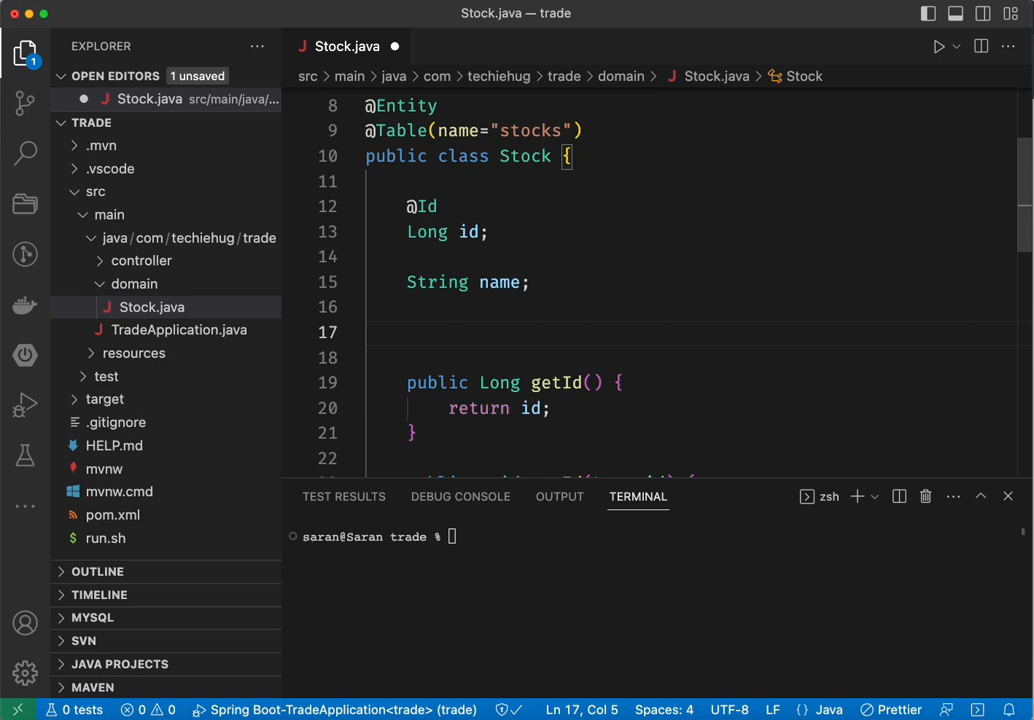 Stock.java — trade
EXPLORER
OPEN EDITORS 1 unsaved
Stock.java src/main/java/...
TRADE
.mvn
.vscode
src
main
java/com/techiehug/trade
controller
domain
Stock.java
TradeApplication.java
resources
test
target
.gitignore
HELP.md
mvnw
mvnw.cmd
pom.xml
$ run.sh
OUTLINE
TIMELINE
MYSQL
SVN
JAVA PROJECTS
MAVEN
1
J Stock.java
src > main > java > com > techiehug > trade > domain > J Stock.java > Stock
8 @Entity
9 @Table(name="stocks")
10 public class Stock {
11
12 @Id
13 Long id;
14
15 String name;
16
17
18
19 public Long getId() {
20 return id;
21 }
22
TEST RESULTS DEBUG CONSOLE OUTPUT TERMINAL zsh
saran@Saran trade %
0 tests 0 0 Spring Boot-TradeApplication<trade> (trade) Ln 17, Col 5 Spaces: 4 UTF-8 LF {} Java Prettier